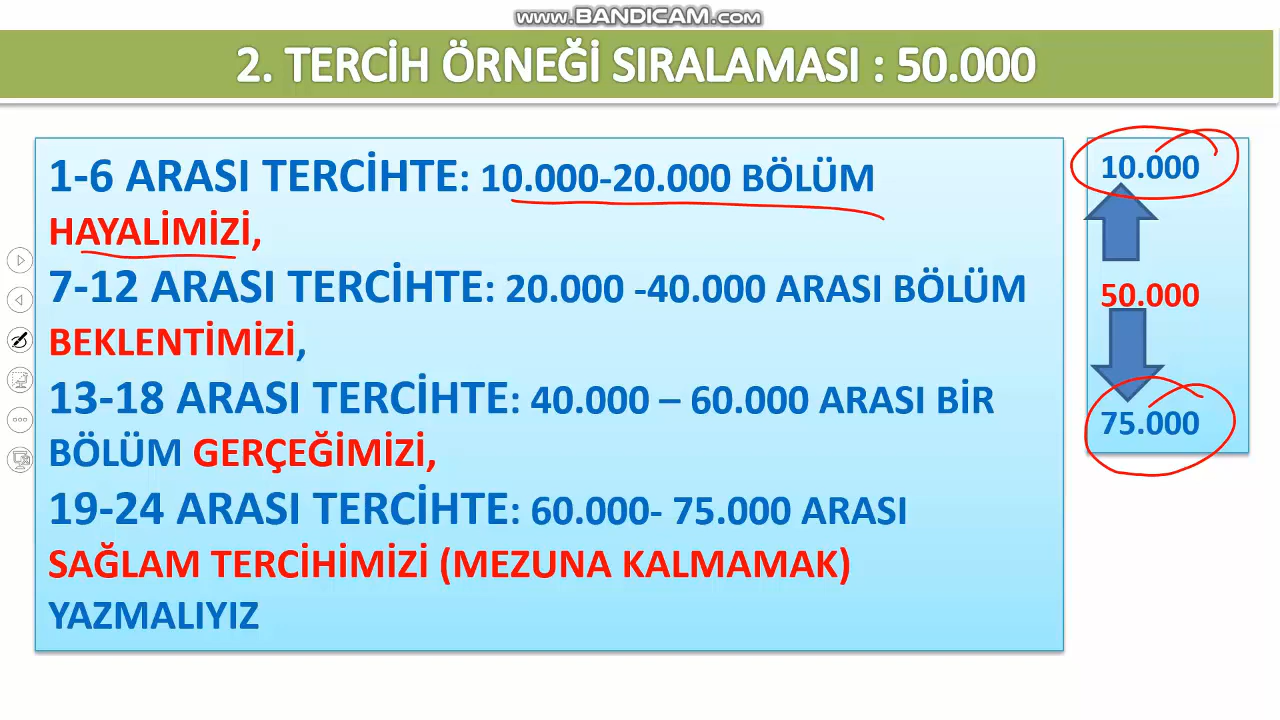 www.BANDICAM.com
2. TERCİH ÖRNEĞİ SIRALAMASI : 50.000
1-6 ARASI TERCİHTE: 10.000-20.000 BÖLÜM
HAYALİMİZİ,
7-12 ARASI TERCİHTE: 20.000 -40.000 ARASI BÖLÜM
BEKLENTİMİZİ,
13-18 ARASI TERCİHTE: 40.000 – 60.000 ARASI BİR
BÖLÜM GERÇEĞİMİZİ,
19-24 ARASI TERCİHTE: 60.000- 75.000 ARASI
SAĞLAM TERCİHİMİZİ (MEZUNA KALMAMAK)
YAZMALIYIZ
10.000
50.000
75.000